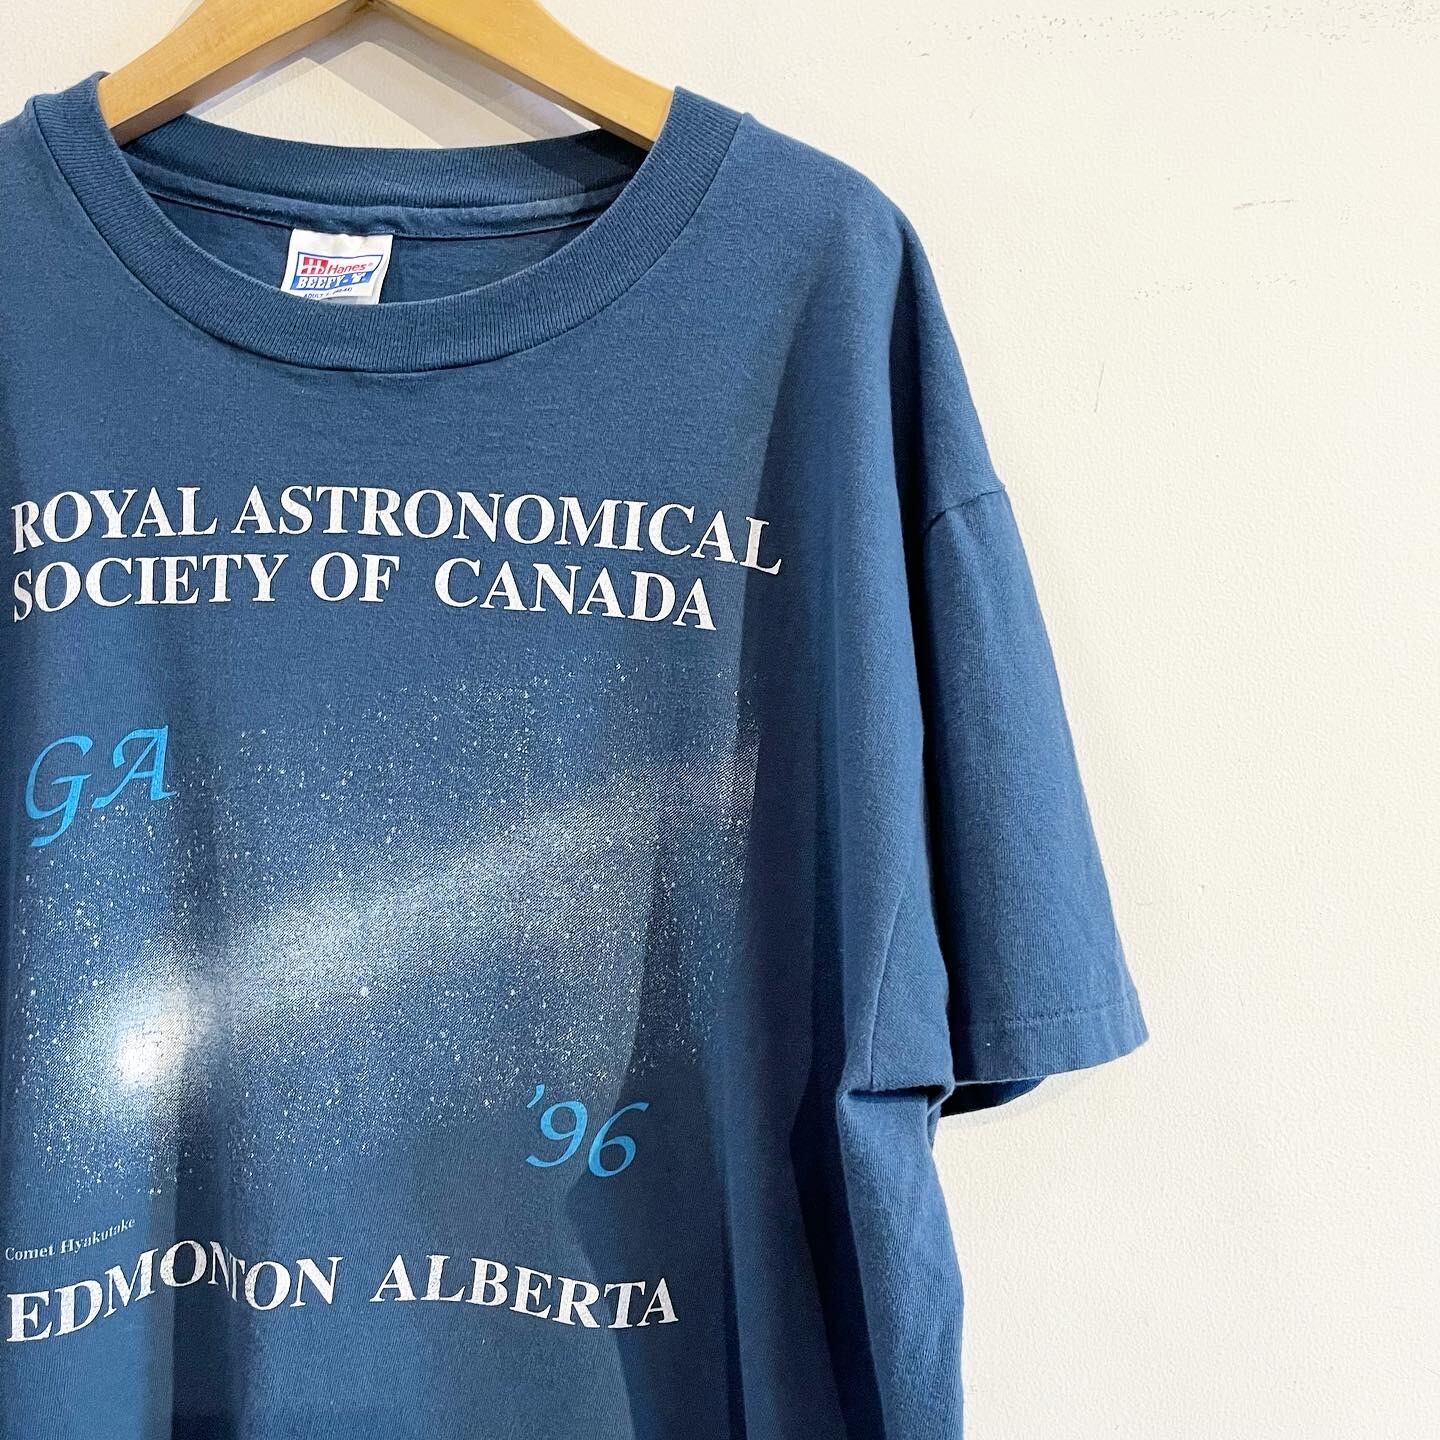 Hanes®
BEEFY-T®
ROYAL ASTRONOMICAL
SOCIETY OF CANADA
GA
'96
Comet Hyakutake
EDMONTON ALBERTA